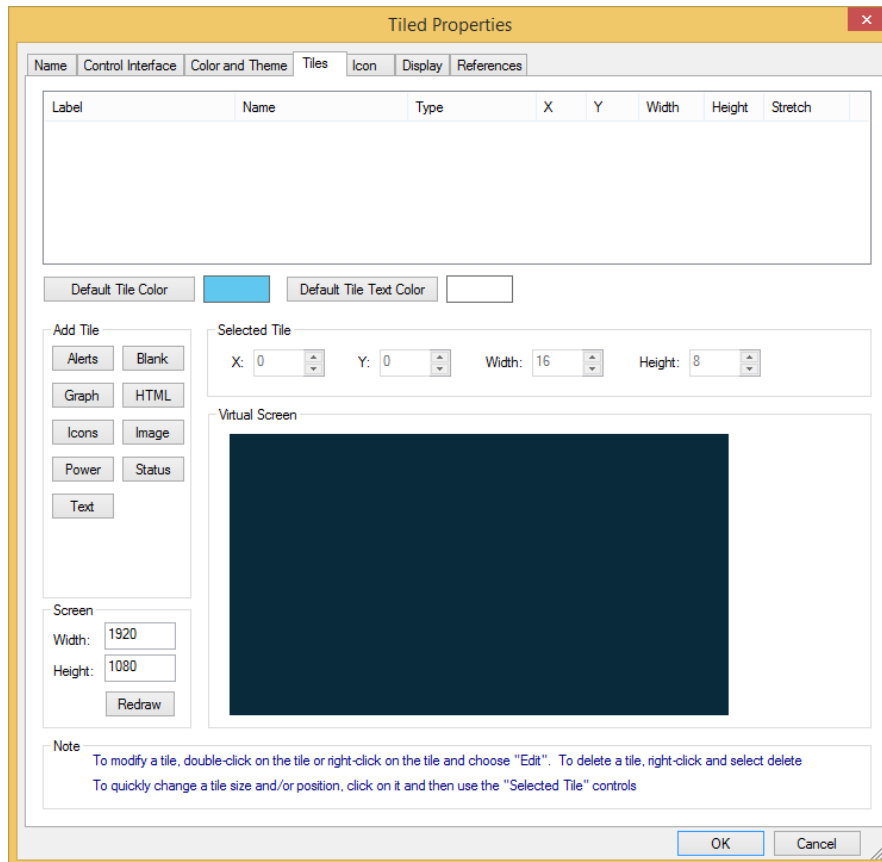 Tiled Properties
Name Control Interface Color and Theme Tiles Icon Display References
Label Name Type X Y Width Height Stretch
Default Tile Color Default Tile Text Color
Add Tile
Alerts Blank
Graph HTML
Icons Image
Power Status
Text
Selected Tile
X: 0 Y: 0 Width: 16 Height: 8
Virtual Screen
Screen
Width: 1920
Height: 1080
Redraw
Note
To modify a tile, double-click on the tile or right-click on the tile and choose "Edit". To delete a tile, right-click and select delete
To quickly change a tile size and/or position, click on it and then use the "Selected Tile" controls
OK Cancel